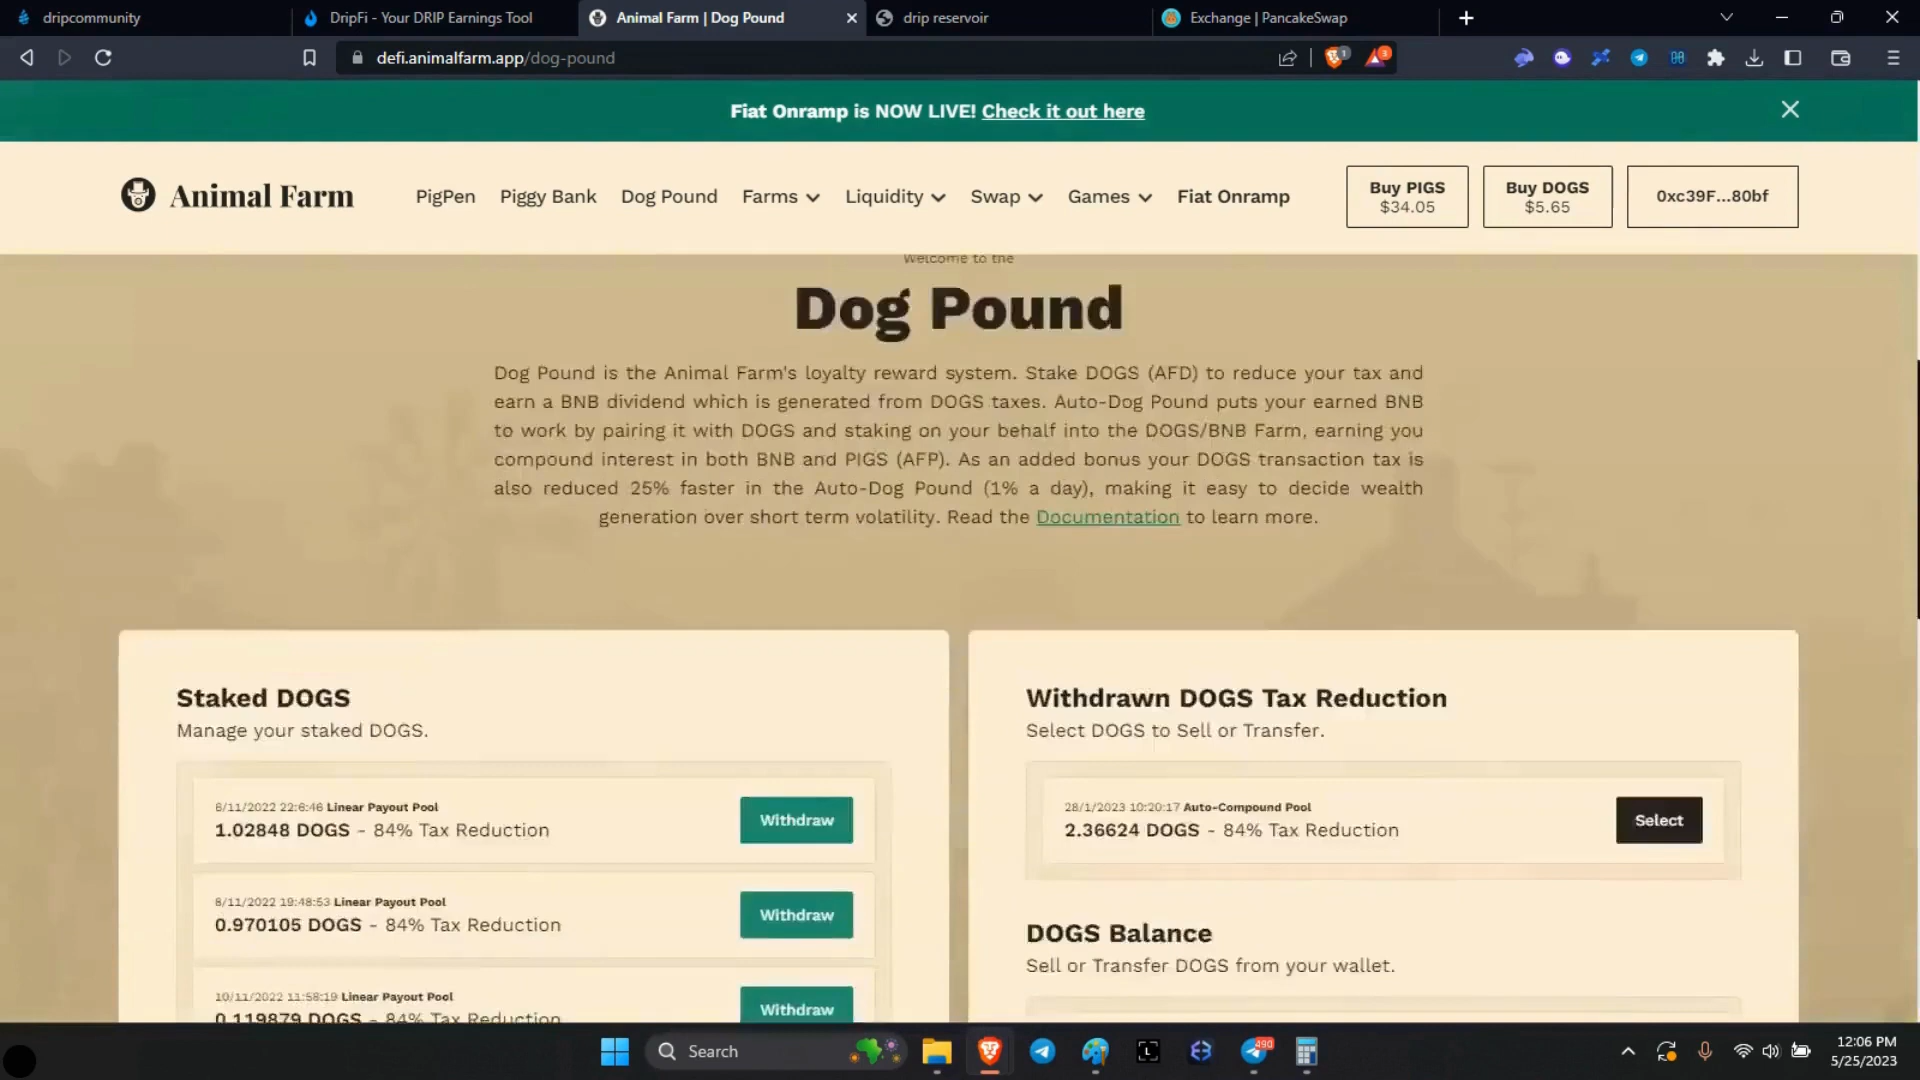 dripcommunity
DripFi - Your DRIP Earnings Tool
Animal Farm | Dog Pound
drip reservoir
Exchange | PancakeSwap
defi.animalfarm.app/dog-pound
1
3
Fiat Onramp is NOW LIVE! Check it out here
Animal Farm
PigPen
Piggy Bank
Dog Pound
Farms
Liquidity
Swap
Games
Fiat Onramp
Buy PIGS
$34.05
Buy DOGS
$5.65
0xc39F...80bf
Welcome to the
Dog Pound
Dog Pound is the Animal Farm's loyalty reward system. Stake DOGS (AFD) to reduce your tax and
earn a BNB dividend which is generated from DOGS taxes. Auto-Dog Pound puts your earned BNB
to work by pairing it with DOGS and staking on your behalf into the DOGS/BNB Farm, earning you
compound interest in both BNB and PIGS (AFP). As an added bonus your DOGS transaction tax is
also reduced 25% faster in the Auto-Dog Pound (1% a day), making it easy to decide wealth
generation over short term volatility. Read the Documentation to learn more.
Staked DOGS
Manage your staked DOGS.
6/11/2022 22:6:46 Linear Payout Pool
1.02848 DOGS - 84% Tax Reduction
Withdraw
8/11/2022 19:48:53 Linear Payout Pool
0.970105 DOGS - 84% Tax Reduction
Withdraw
10/11/2022 11:58:19 Linear Payout Pool
0.119879 DOGS - 84% Tax Reduction
Withdraw
Withdrawn DOGS Tax Reduction
Select DOGS to Sell or Transfer.
28/1/2023 10:20:17 Auto-Compound Pool
2.36624 DOGS - 84% Tax Reduction
Select
DOGS Balance
Sell or Transfer DOGS from your wallet.
Search
L
490
12:06 PM
5/25/2023